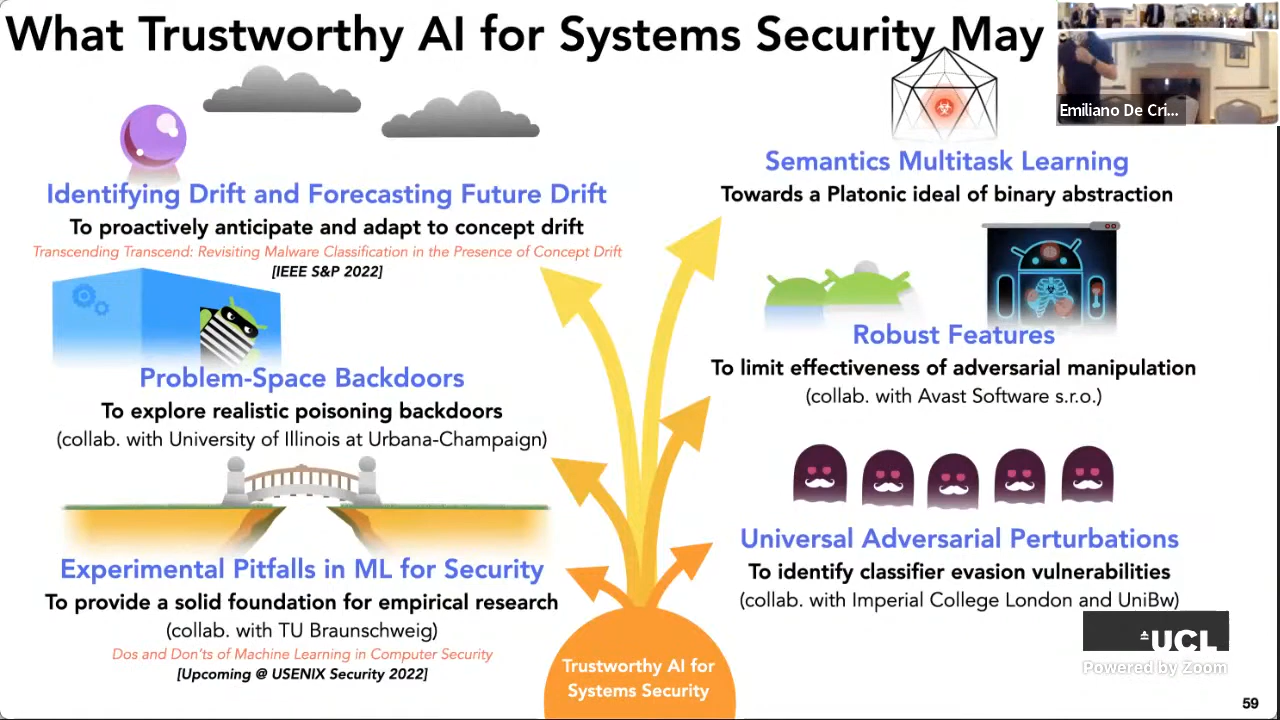 What Trustworthy AI for Systems Security May
Emiliano De Cri...
Identifying Drift and Forecasting Future Drift
To proactively anticipate and adapt to concept drift
Transcending Transcend: Revisiting Malware Classification in the Presence of Concept Drift
[IEEE S&P 2022]
Problem-Space Backdoors
To explore realistic poisoning backdoors
(collab. with University of Illinois at Urbana-Champaign)
Experimental Pitfalls in ML for Security
To provide a solid foundation for empirical research
(collab. with TU Braunschweig)
Dos and Don'ts of Machine Learning in Computer Security
[Upcoming @ USENIX Security 2022]
Semantics Multitask Learning
Towards a Platonic ideal of binary abstraction
Robust Features
To limit effectiveness of adversarial manipulation
(collab. with Avast Software s.r.o.)
Universal Adversarial Perturbations
To identify classifier evasion vulnerabilities
(collab. with Imperial College London and UniBw)
Trustworthy AI for
Systems Security
UCL
Powered by Zoom
59